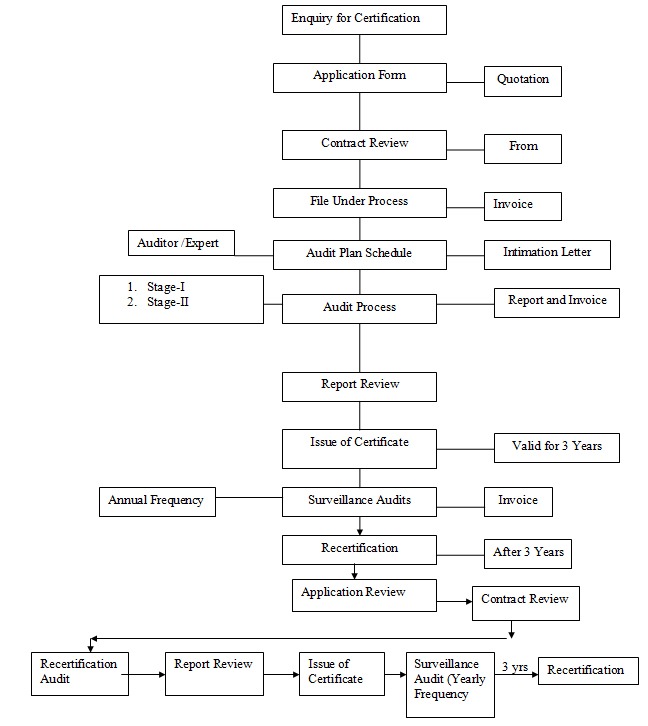 Enquiry for Certification
Application Form
Quotation
Contract Review
From
File Under Process
Invoice
Auditor /Expert
Audit Plan Schedule
Intimation Letter
1. Stage-I
2. Stage-II
Audit Process
Report and Invoice
Report Review
Issue of Certificate
Valid for 3 Years
Annual Frequency
Surveillance Audits
Invoice
Recertification
After 3 Years
Application Review
Contract Review
Recertification
Audit
Report Review
Issue of
Certificate
Surveillance
Audit (Yearly
Frequency
3 yrs
Recertification